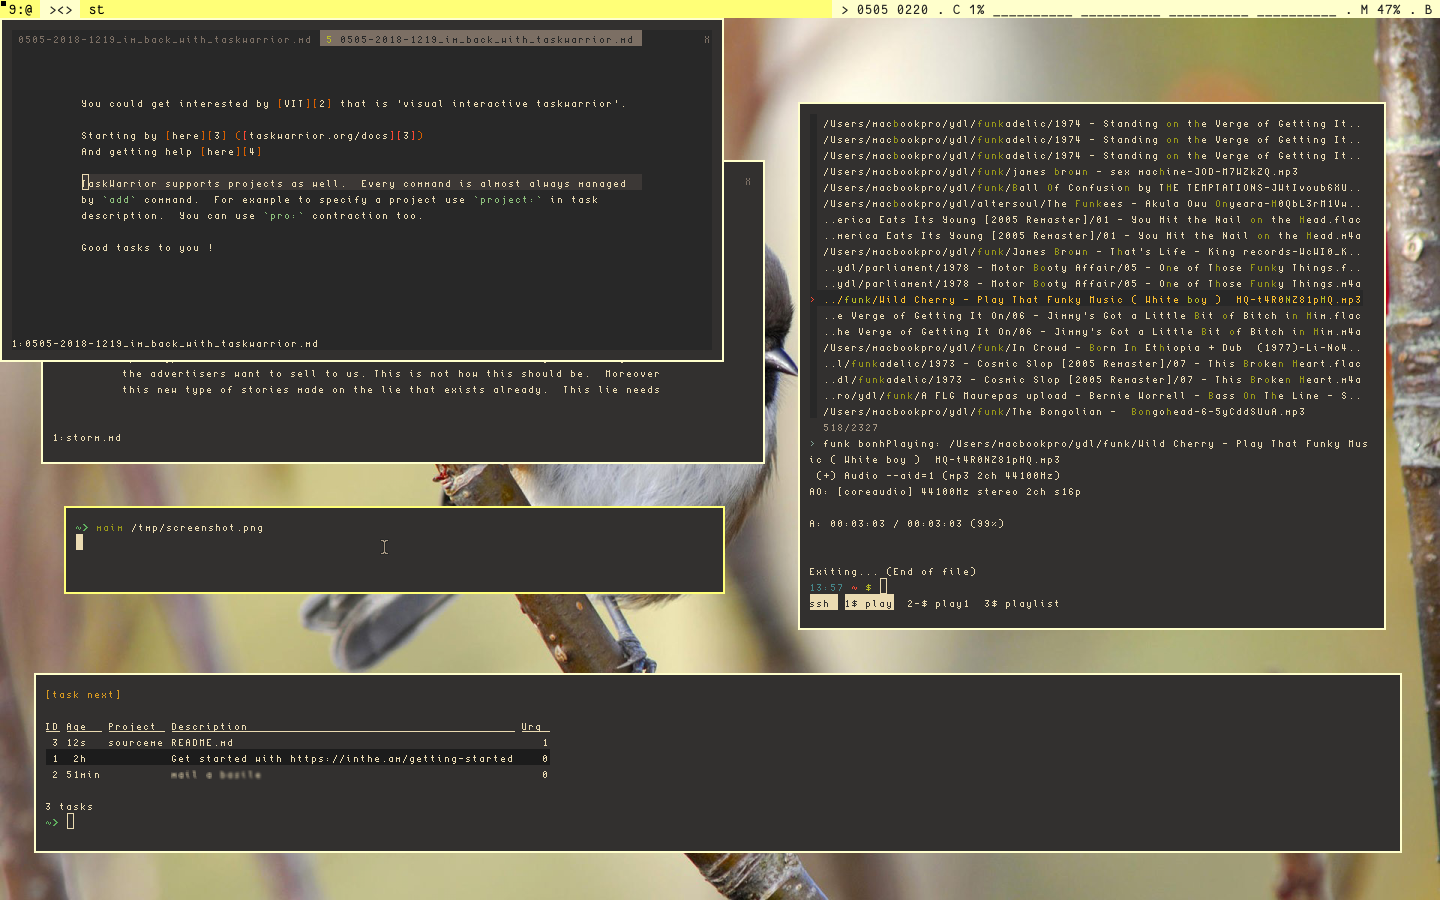 9:@ ><> st
> 0505 0220 . C 1% __________ __________ __________ __________ . M 47% . B
0505-2018-1219_im_back_with_taskwarrior.md 5 0505-2018-1219_im_back_with_taskwarrior.md X
You could get interested by [VIT][2] that is 'visual interactive taskwarrior'.
Starting by [here][3] ([taskwarrior.org/docs][3])
And getting help [here][4]
TaskWarrior supports projects as well.  Every command is almost always managed
by `add` command.  For example to specify a project use `project:` in task
description.  You can use `pro:` contraction too.
Good tasks to you !
1:0505-2018-1219_im_back_with_taskwarrior.md
X
the advertisers want to sell to us. This is not how this should be.  Moreover
this new type of stories made on the lie that exists already.  This lie needs
1:storm.md
~> maim /tmp/screenshot.png
/Users/macbookpro/ydl/funkadelic/1974 - Standing on the Verge of Getting It..
/Users/macbookpro/ydl/funkadelic/1974 - Standing on the Verge of Getting It..
/Users/macbookpro/ydl/funkadelic/1974 - Standing on the Verge of Getting It..
/Users/macbookpro/ydl/funk/james brown - sex machine-JOD-M7WZkZQ.mp3
/Users/macbookpro/ydl/funk/Ball Of Confusion by THE TEMPTATIONS-JWtIvoub6KU..
/Users/macbookpro/ydl/altersoul/The Funkees - Akula Owu Onyeara-M0QbL3rM1Vw..
..erica Eats Its Young [2005 Remaster]/01 - You Hit the Nail on the Head.flac
..merica Eats Its Young [2005 Remaster]/01 - You Hit the Nail on the Head.m4a
/Users/macbookpro/ydl/funk/James Brown - That's Life - King records-WcWI0_K..
..ydl/parliament/1978 - Motor Booty Affair/05 - One of Those Funky Things.f..
..ydl/parliament/1978 - Motor Booty Affair/05 - One of Those Funky Things.m4a
> ../funk/Wild Cherry - Play That Funky Music ( White boy )  HQ-t4R0NZ81pHQ.mp3
..e Verge of Getting It On/06 - Jimmy's Got a Little Bit of Bitch in Him.flac
..he Verge of Getting It On/06 - Jimmy's Got a Little Bit of Bitch in Him.m4a
/Users/macbookpro/ydl/funk/In Crowd - Born In Ethiopia + Dub  (1977)-Li-No4..
..l/funkadelic/1973 - Cosmic Slop [2005 Remaster]/07 - This Broken Heart.flac
..dl/funkadelic/1973 - Cosmic Slop [2005 Remaster]/07 - This Broken Heart.m4a
..ro/ydl/funk/A FLG Maurepas upload - Bernie Worrell - Bass On The Line - S..
/Users/macbookpro/ydl/funk/The Bongolian -  Bongohead-6-5yCddSUuA.mp3
518/2327
> funk bonhPlaying: /Users/macbookpro/ydl/funk/Wild Cherry - Play That Funky Mus
ic ( White boy )  HQ-t4R0NZ81pHQ.mp3
(+) Audio --aid=1 (mp3 2ch 44100Hz)
AO: [coreaudio] 44100Hz stereo 2ch s16p
A: 00:03:03 / 00:03:03 (99%)
Exiting... (End of file)
13:57 ~ $
ssh 1$ play 2-$ play1 3$ playlist
[task next]
ID Age Project Description Urg
3 12s sourceme README.md 1
1 2h Get started with https://inthe.am/getting-started 0
2 51min 0
3 tasks
~>